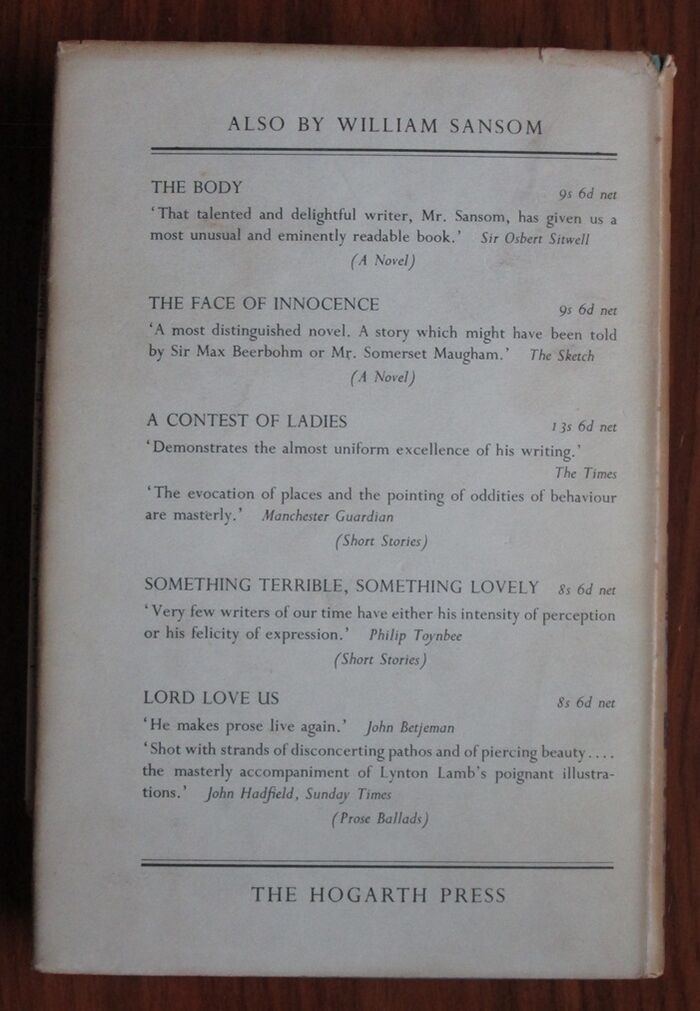 ALSO BY WILLIAM SANSOM
THE BODY 9s 6d net
‘That talented and delightful writer, Mr. Sansom, has given us a
most unusual and eminently readable book.’ Sir Osbert Sitwell
(A Novel)
THE FACE OF INNOCENCE 9s 6d net
‘A most distinguished novel. A story which might have been told
by Sir Max Beerbohm or Mr. Somerset Maugham.’ The Sketch
(A Novel)
A CONTEST OF LADIES 13s 6d net
‘Demonstrates the almost uniform excellence of his writing.’
The Times
‘The evocation of places and the pointing of oddities of behaviour
are masterly.’ Manchester Guardian
(Short Stories)
SOMETHING TERRIBLE, SOMETHING LOVELY 8s 6d net
‘Very few writers of our time have either his intensity of perception
or his felicity of expression.’ Philip Toynbee
(Short Stories)
LORD LOVE US 8s 6d net
‘He makes prose live again.’ John Betjeman
‘Shot with strands of disconcerting pathos and of piercing beauty....
the masterly accompaniment of Lynton Lamb’s poignant illustra-
tions.’ John Hadfield, Sunday Times
(Prose Ballads)
THE HOGARTH PRESS